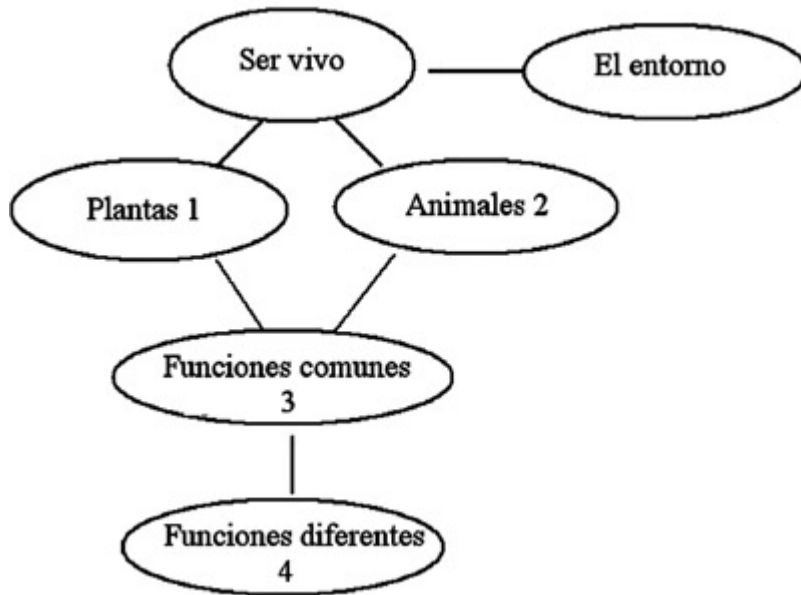 Ser vivo
El entorno
Plantas 1
Animales 2
Funciones comunes
3
Funciones diferentes
4